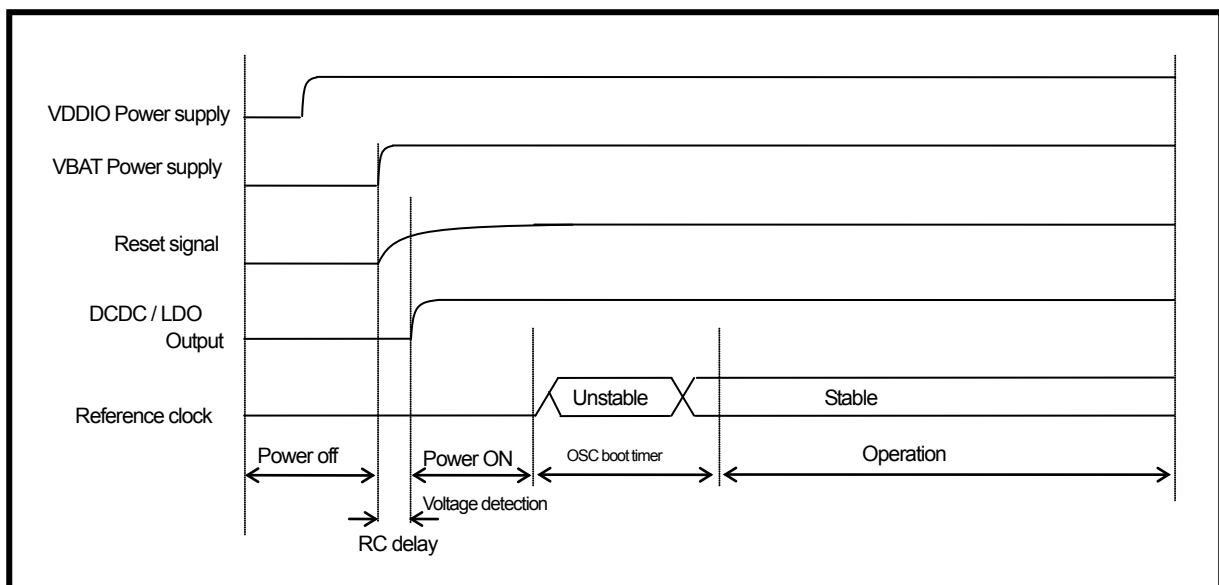 VDDIO Power supply
VBAT Power supply
Reset signal
DCDC / LDO
Output
Reference clock
Unstable
Stable
Power off
Power ON
OSC boot timer
Operation
Voltage detection
RC delay